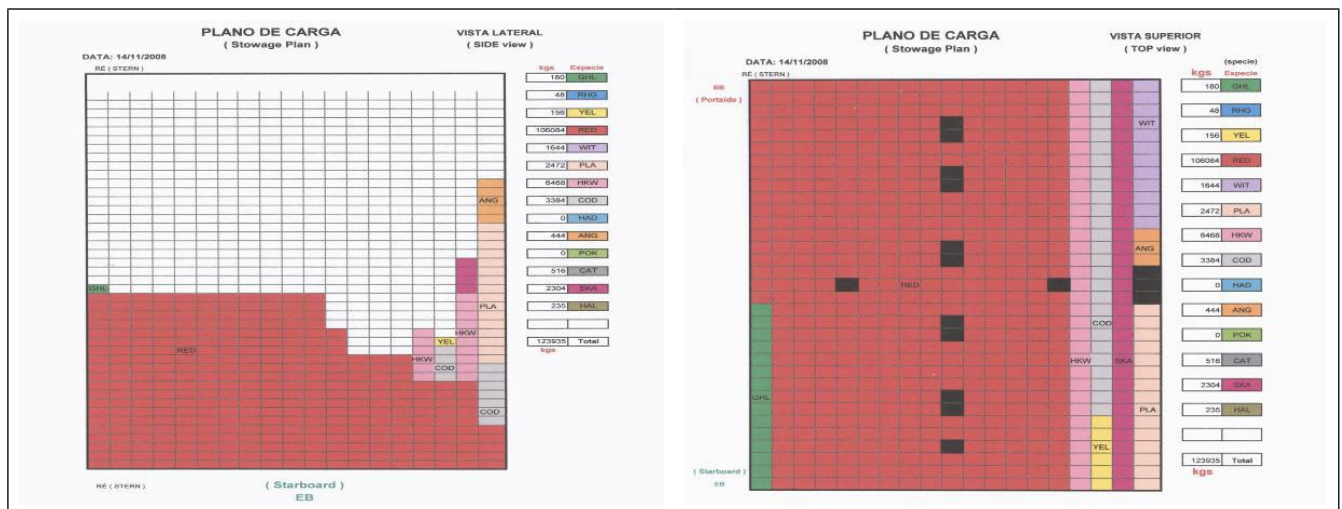 PLANO DE CARGA
( Stowage Plan )
VISTA LATERAL
( SIDE view )
DATA: 14/11/2008
RÉ ( STERN )
kgs Especie
180 GHL
48 RHG
156 YEL
106084 RED
1644 WIT
2472 PLA
6468 HKW
3384 COD
0 HAD
444 ANG
0 POK
516 CAT
2304 SKA
235 HAL
123935 Total
kgs
ANG
GHL
PLA
HKW
YEL
RED
HKW
COD
COD
RÉ ( STERN )
( Starboard )
EB
PLANO DE CARGA
( Stowage Plan )
VISTA SUPERIOR
( TOP view )
DATA: 14/11/2008
RÉ ( STERN )
(specie)
kgs Especie
BB
( Portside )
180 GHL
48 RHG
156 YEL
106084 RED
1644 WIT
2472 PLA
6468 HKW
3384 COD
0 HAD
444 ANG
0 POK
516 CAT
2304 SKA
235 HAL
123935 Total
kgs
WIT
ANG
RED
COD
HKW
SKA
GHL
PLA
YEL
( Starboard )
EB